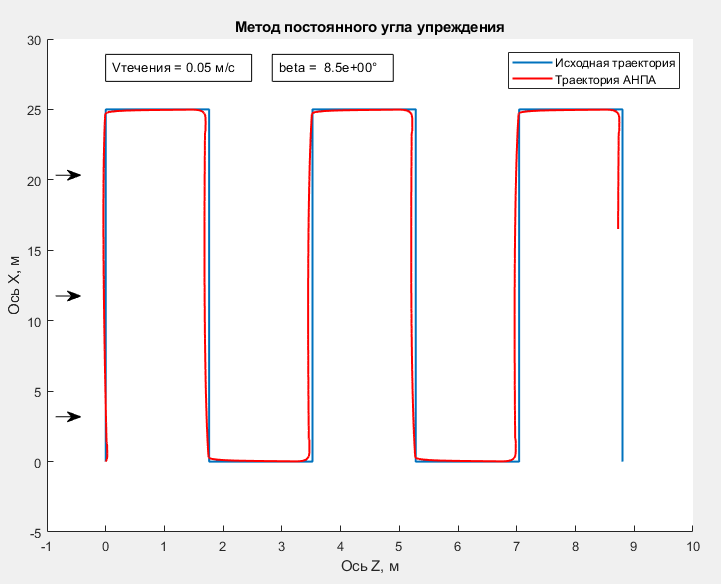 Метод постоянного угла упреждения
Vтечения = 0.05 м/с
beta =  8.5e+00°
Исходная траектория
Траектория АНПА
30
25
20
15
10
5
0
-5
Ось X, м
-1
0
1
2
3
4
5
6
7
8
9
10
Ось Z, м